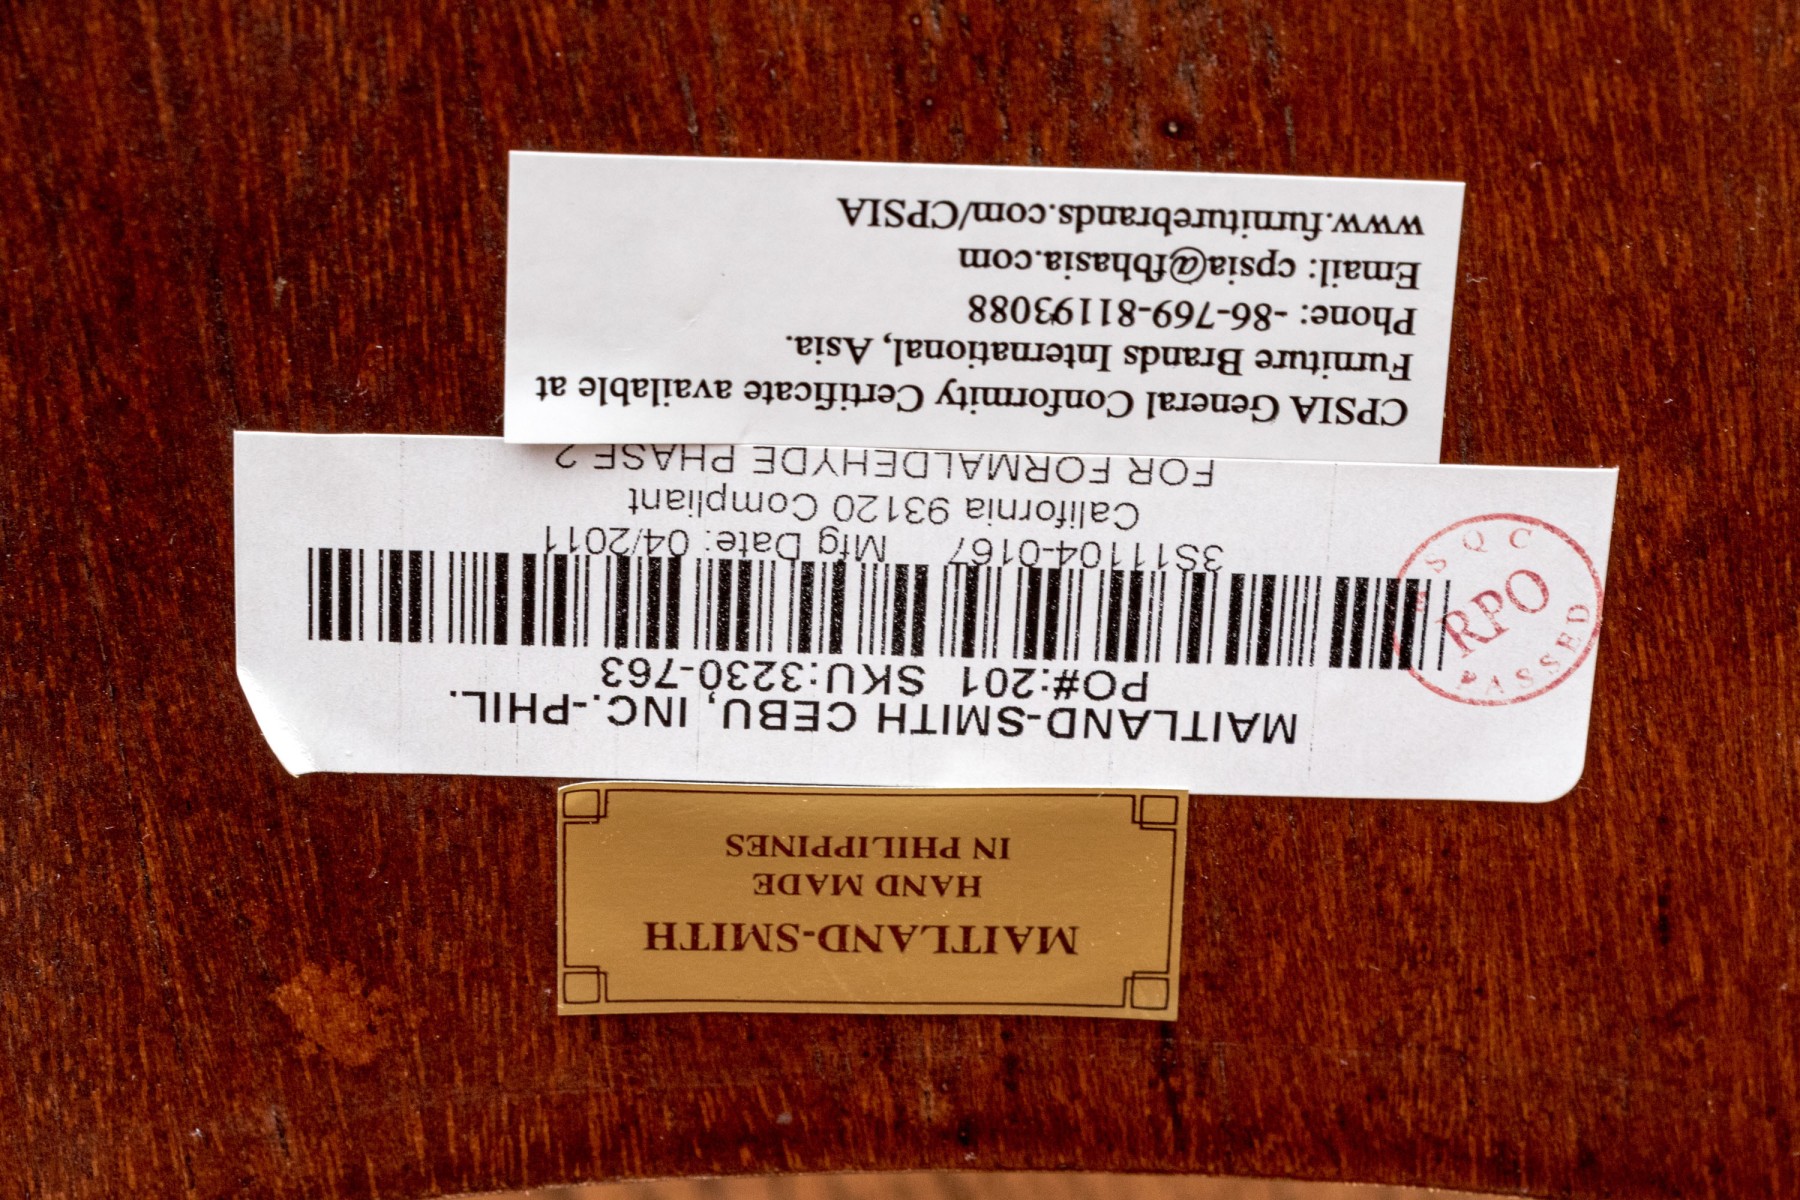 MAITLAND-SMITH
HAND MADE
IN PHILIPPINES
MAITLAND-SMITH CEBU, INC.-PHIL.
PO#:201 SKU:3230-763
3S11104-0167 Mfg Date: 04/2011
California 93120 Compliant
FOR FORMALDEHYDE PHASE 2
SQC
RPO
PASSED
CPSIA General Conformity Certificate available at
Furniture Brands International, Asia.
Phone: -86-769-81193088
Email: cpsia@fbhasia.com
www.furniturebrands.com/CPSIA